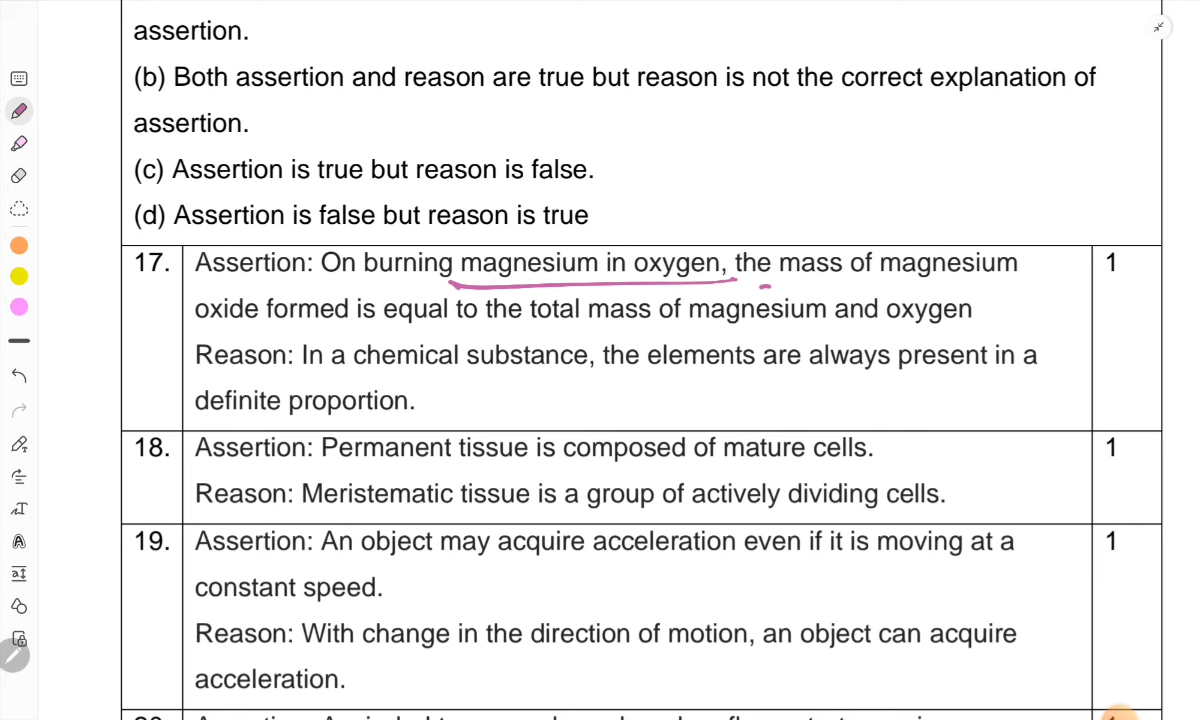 assertion.
(b) Both assertion and reason are true but reason is not the correct explanation of
assertion.
(c) Assertion is true but reason is false.
(d) Assertion is false but reason is true
17. Assertion: On burning magnesium in oxygen, the mass of magnesium 1
oxide formed is equal to the total mass of magnesium and oxygen
Reason: In a chemical substance, the elements are always present in a
definite proportion.
18. Assertion: Permanent tissue is composed of mature cells. 1
Reason: Meristematic tissue is a group of actively dividing cells.
19. Assertion: An object may acquire acceleration even if it is moving at a 1
constant speed.
Reason: With change in the direction of motion, an object can acquire
acceleration.